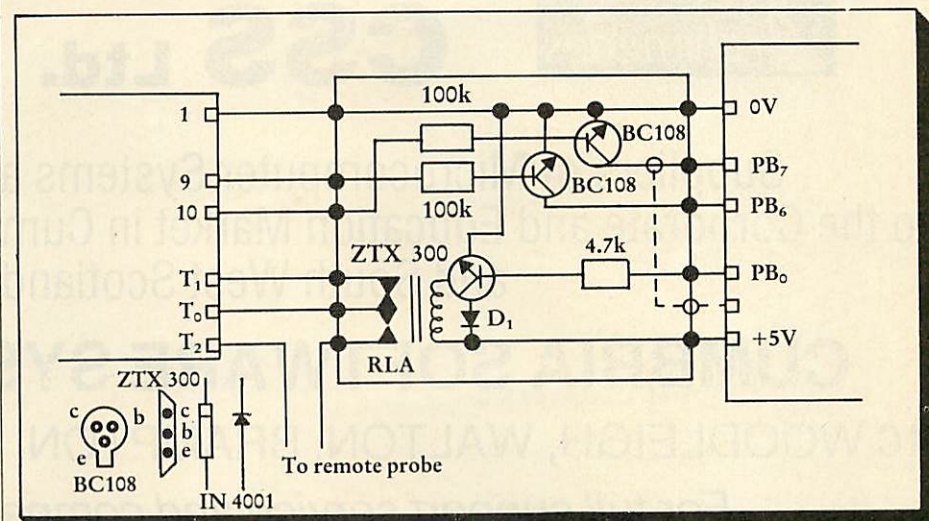 100k
1
0V
BC108
PB₇
9
BC108
PB₆
10
100k
4.7k
ZTX 300
T₁
PB₀
T₀
D₁
T₂
+5V
RLA
ZTX 300
c b c
b
e e
To remote probe
BC108
IN 4001